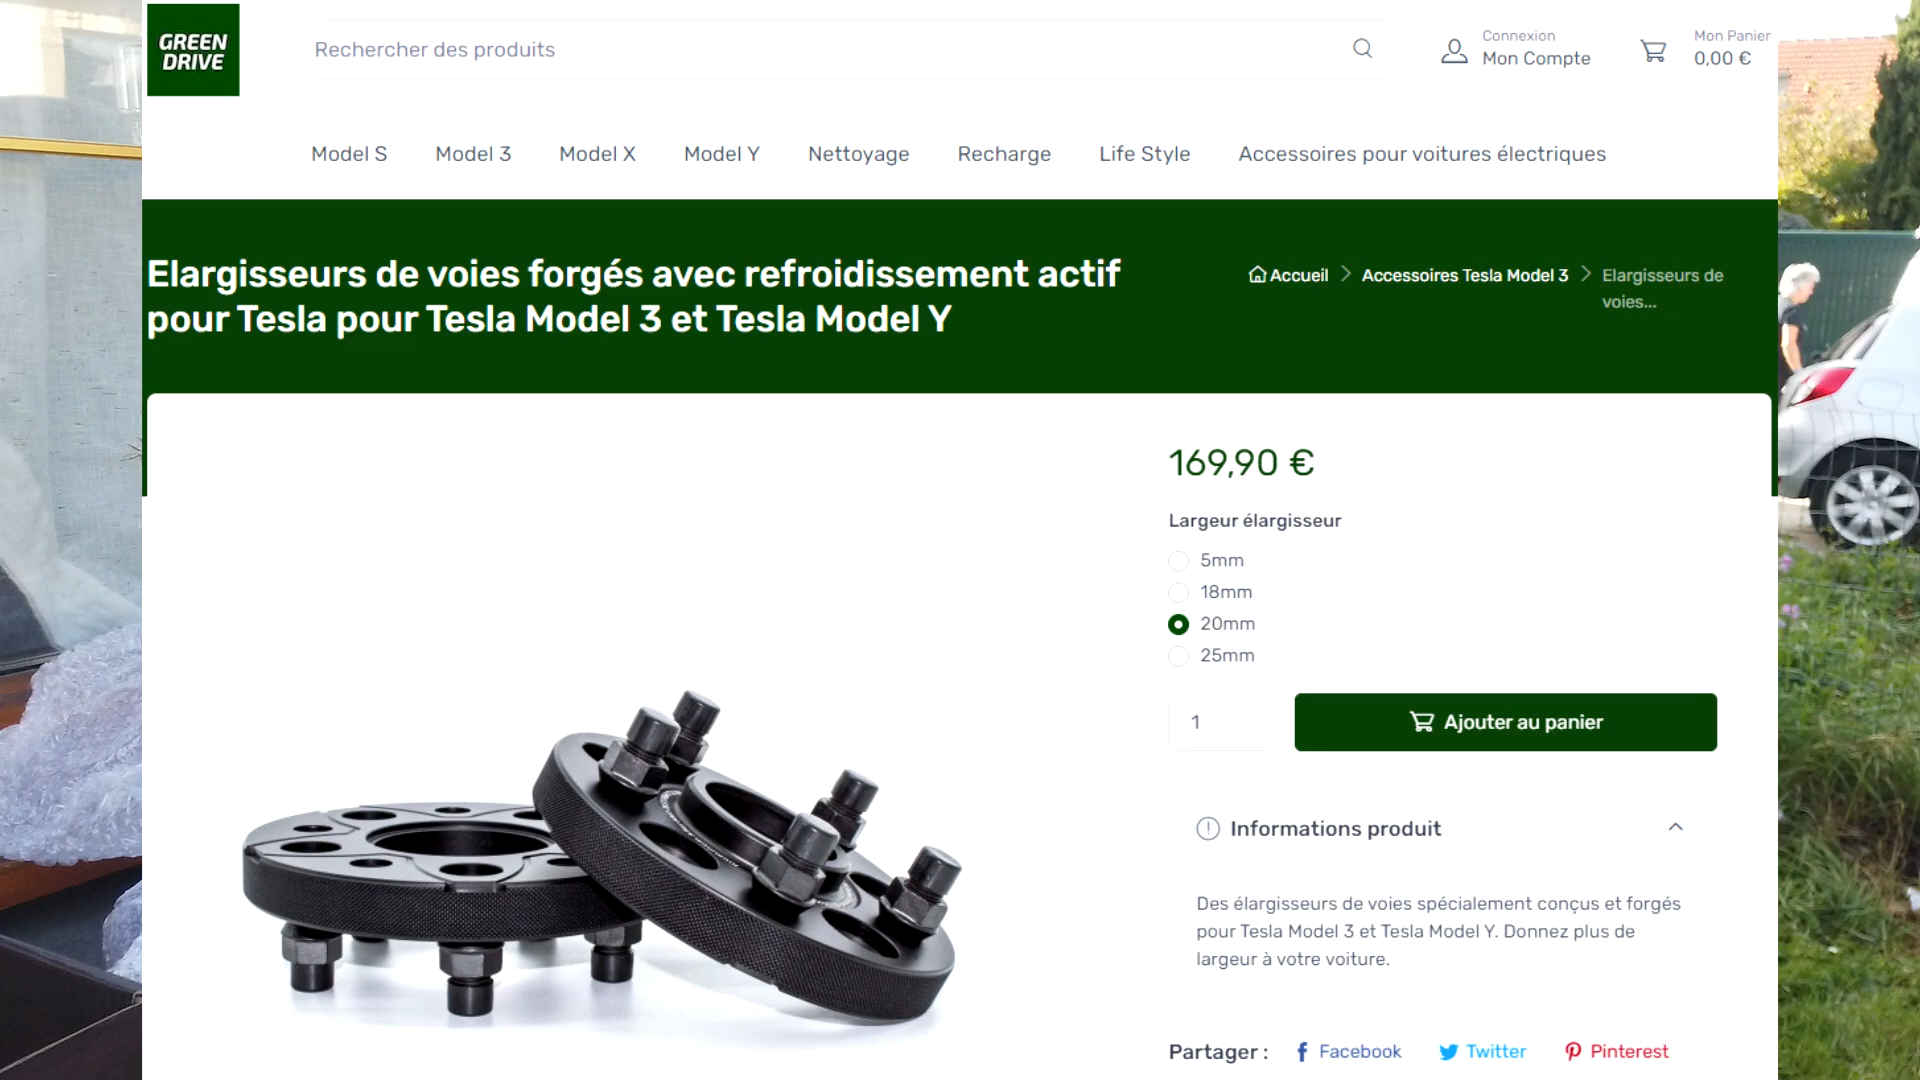 GREEN
DRIVE
Rechercher des produits
Connexion
Mon Compte
Mon Panier
0,00 €
Model S
Model 3
Model X
Model Y
Nettoyage
Recharge
Life Style
Accessoires pour voitures électriques
Elargisseurs de voies forgés avec refroidissement actif
pour Tesla pour Tesla Model 3 et Tesla Model Y
Accueil > Accessoires Tesla Model 3 > Elargisseurs de
voies...
169,90 €
Largeur élargisseur
5mm
18mm
20mm
25mm
1
Ajouter au panier
Informations produit
Des élargisseurs de voies spécialement conçus et forgés
pour Tesla Model 3 et Tesla Model Y. Donnez plus de
largeur à votre voiture.
Partager :
Facebook
Twitter
Pinterest